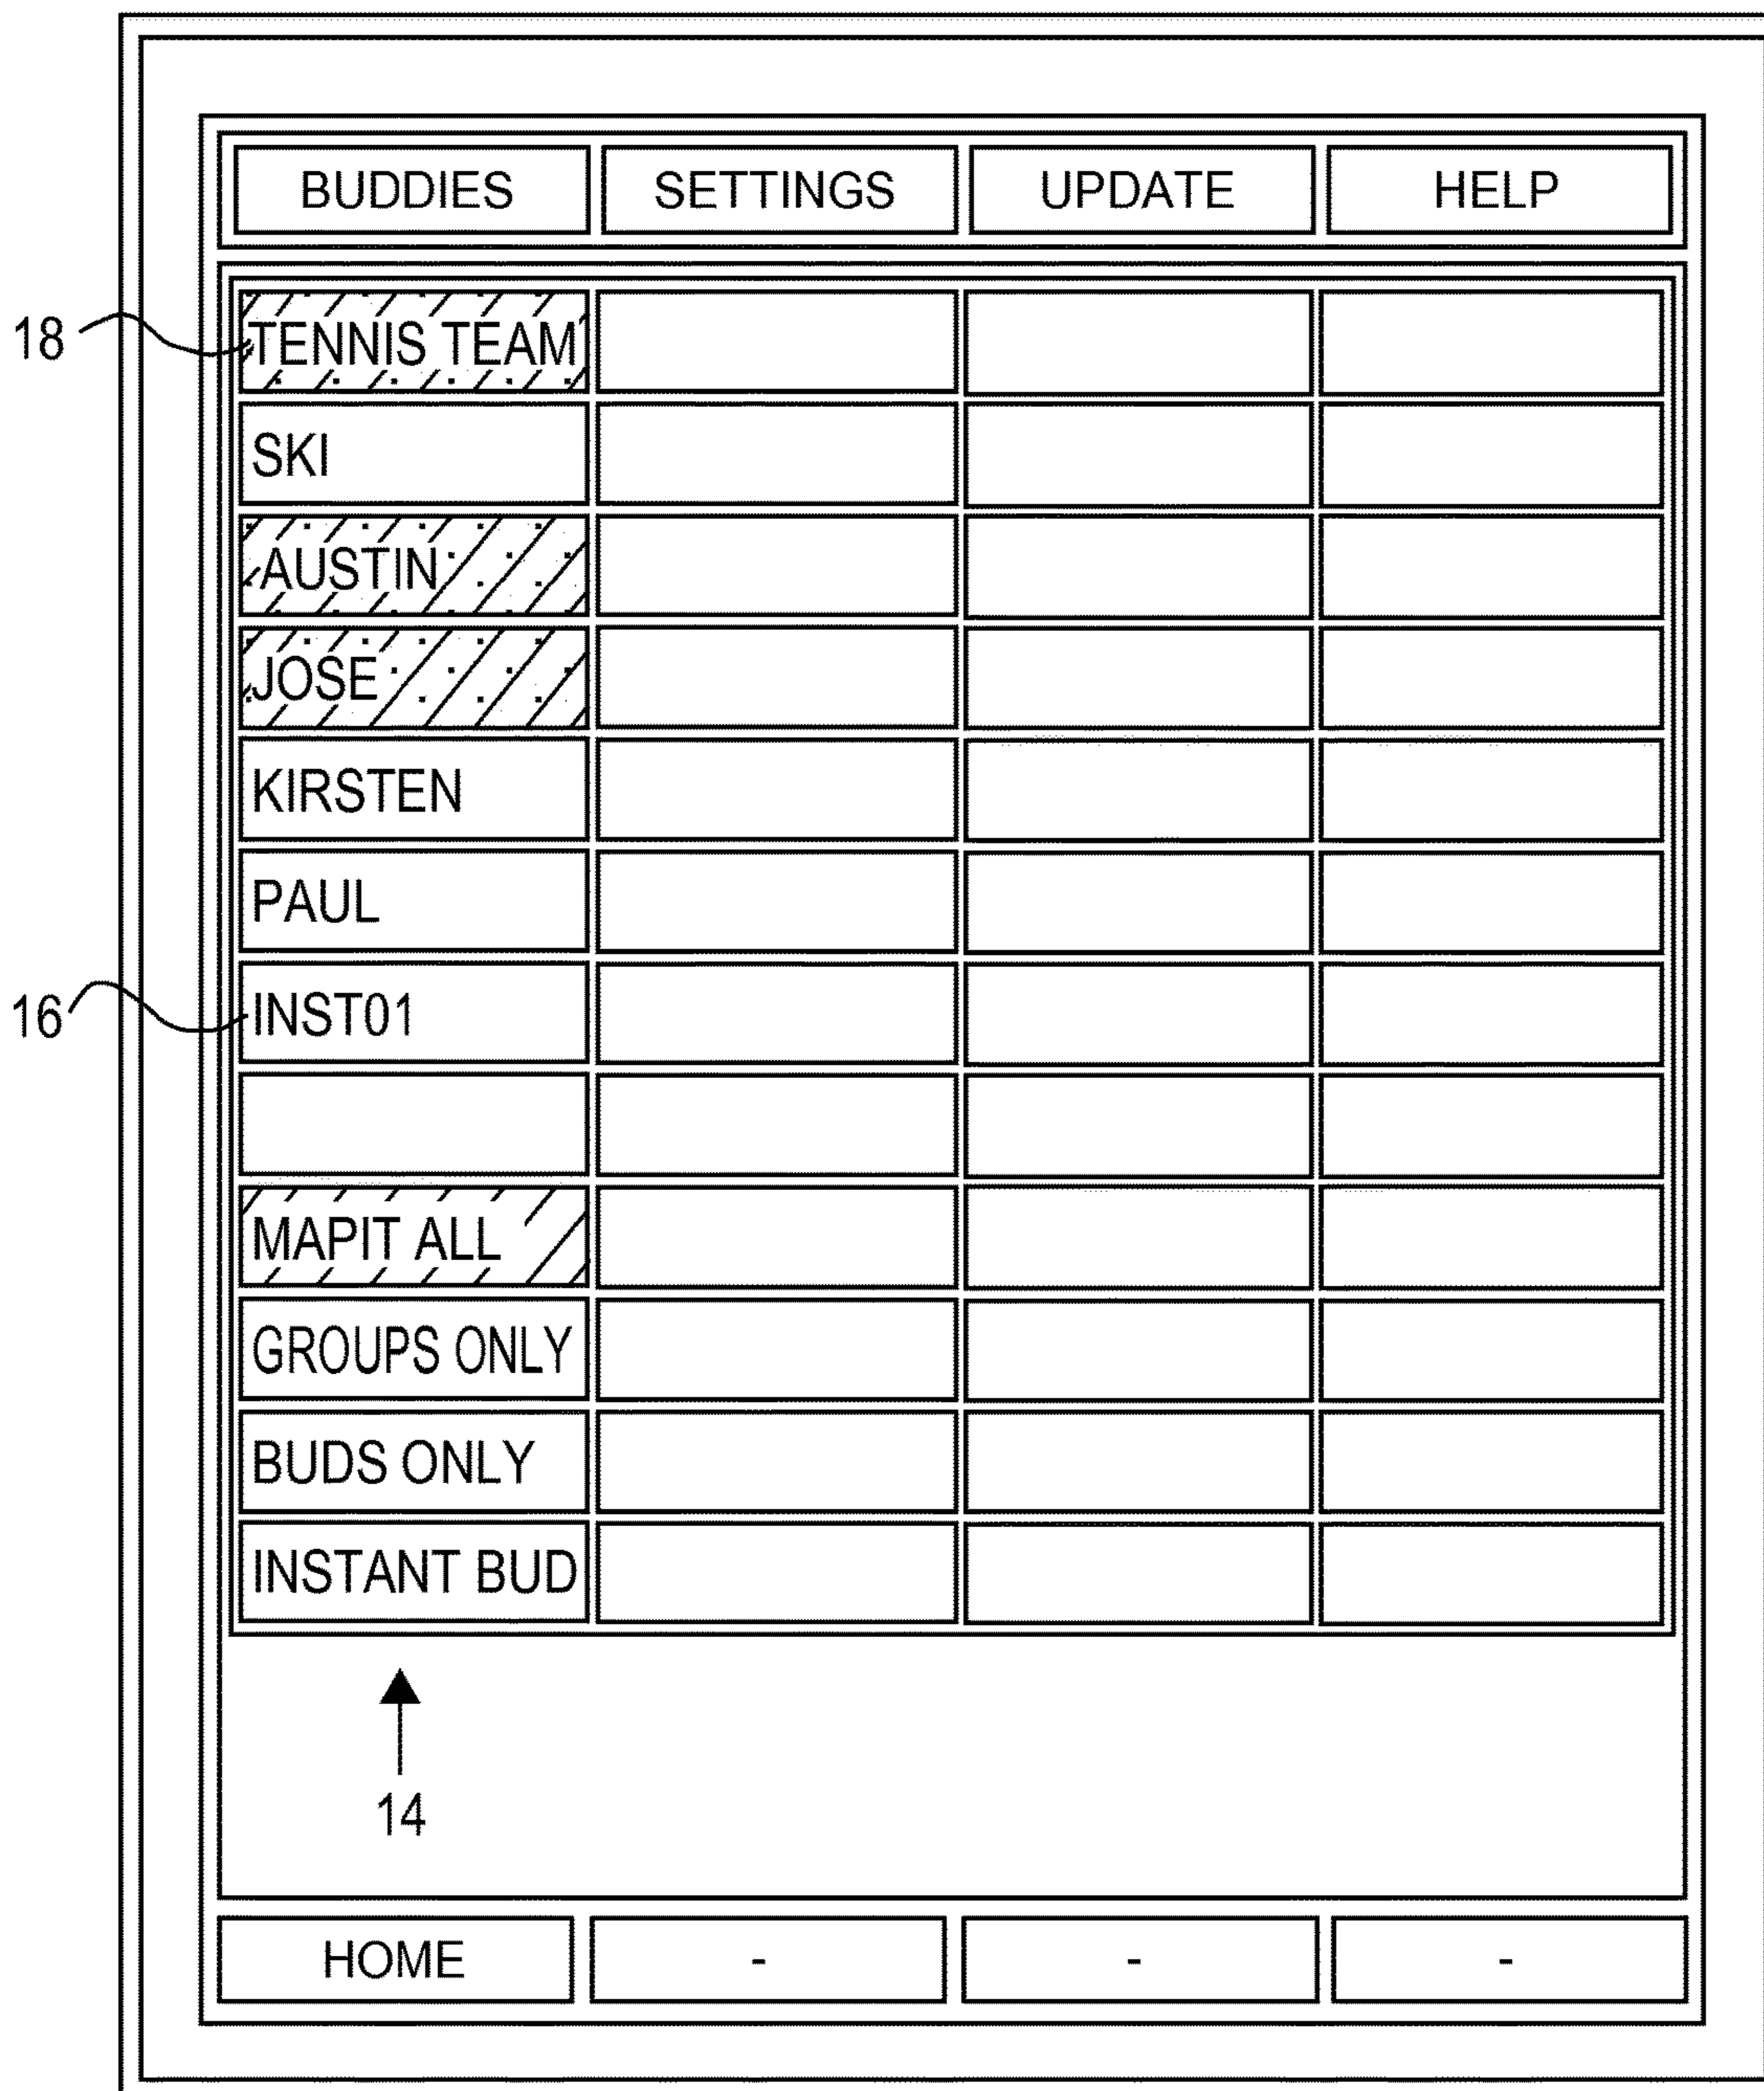 BUDDIES SETTINGS UPDATE HELP
18 TENNIS TEAM
SKI
AUSTIN
JOSE
KIRSTEN
PAUL
16 INST01
MAPIT ALL
GROUPS ONLY
BUDS ONLY
INSTANT BUD
14
HOME - - -